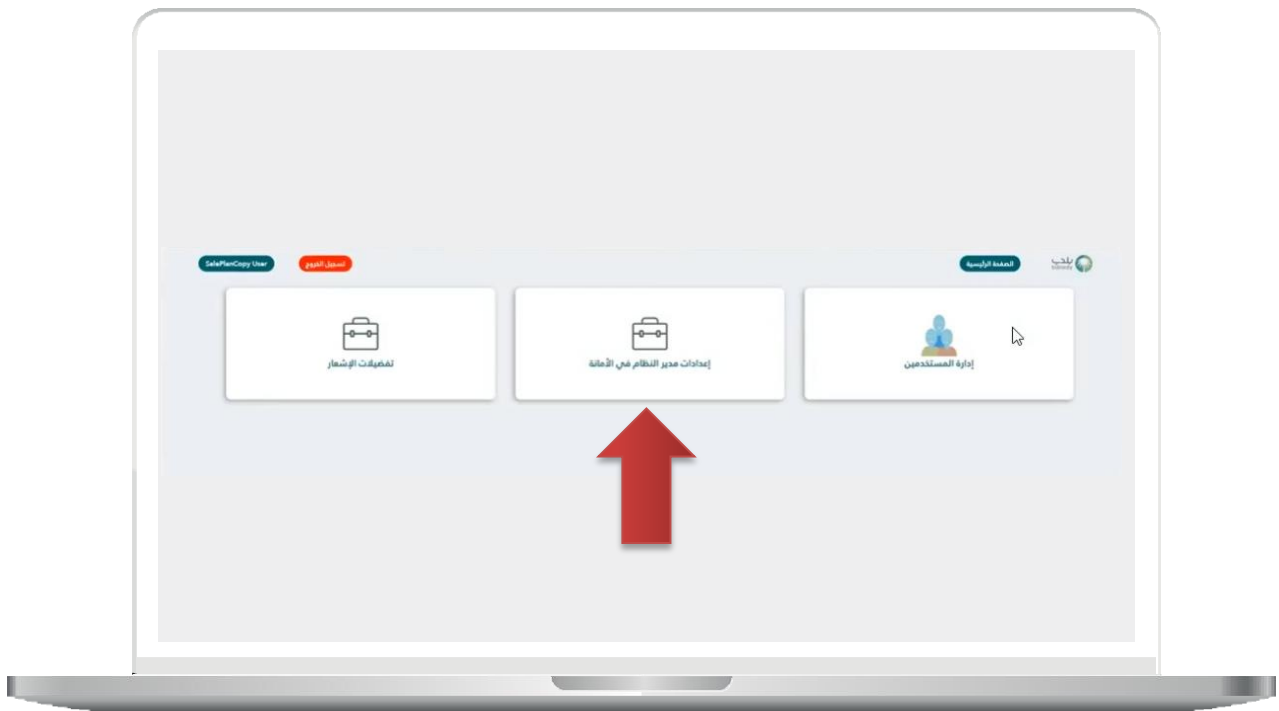 بلدي
الصفحة الرئيسية
تسجيل الخروج
SalePlanCopy User
إدارة المستخدمين
إعدادات مدير النظام في الأمانة
تفضيلات الإشعار